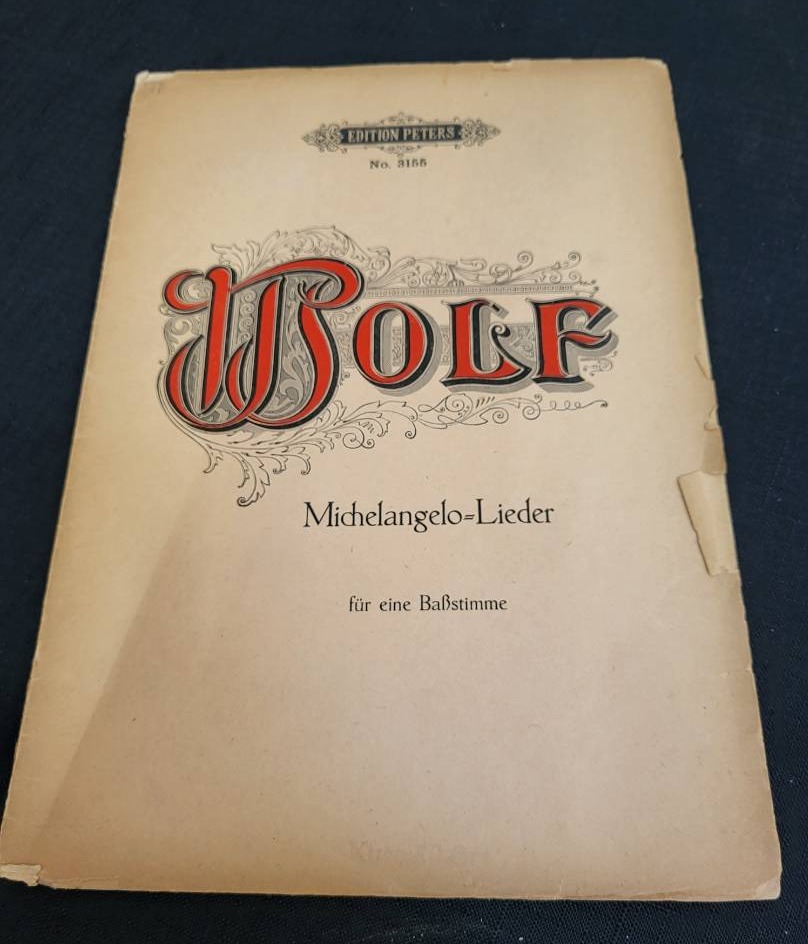 EDITION PETERS
No. 3155
WOLF
Michelangelo=Lieder
für eine Baßstimme